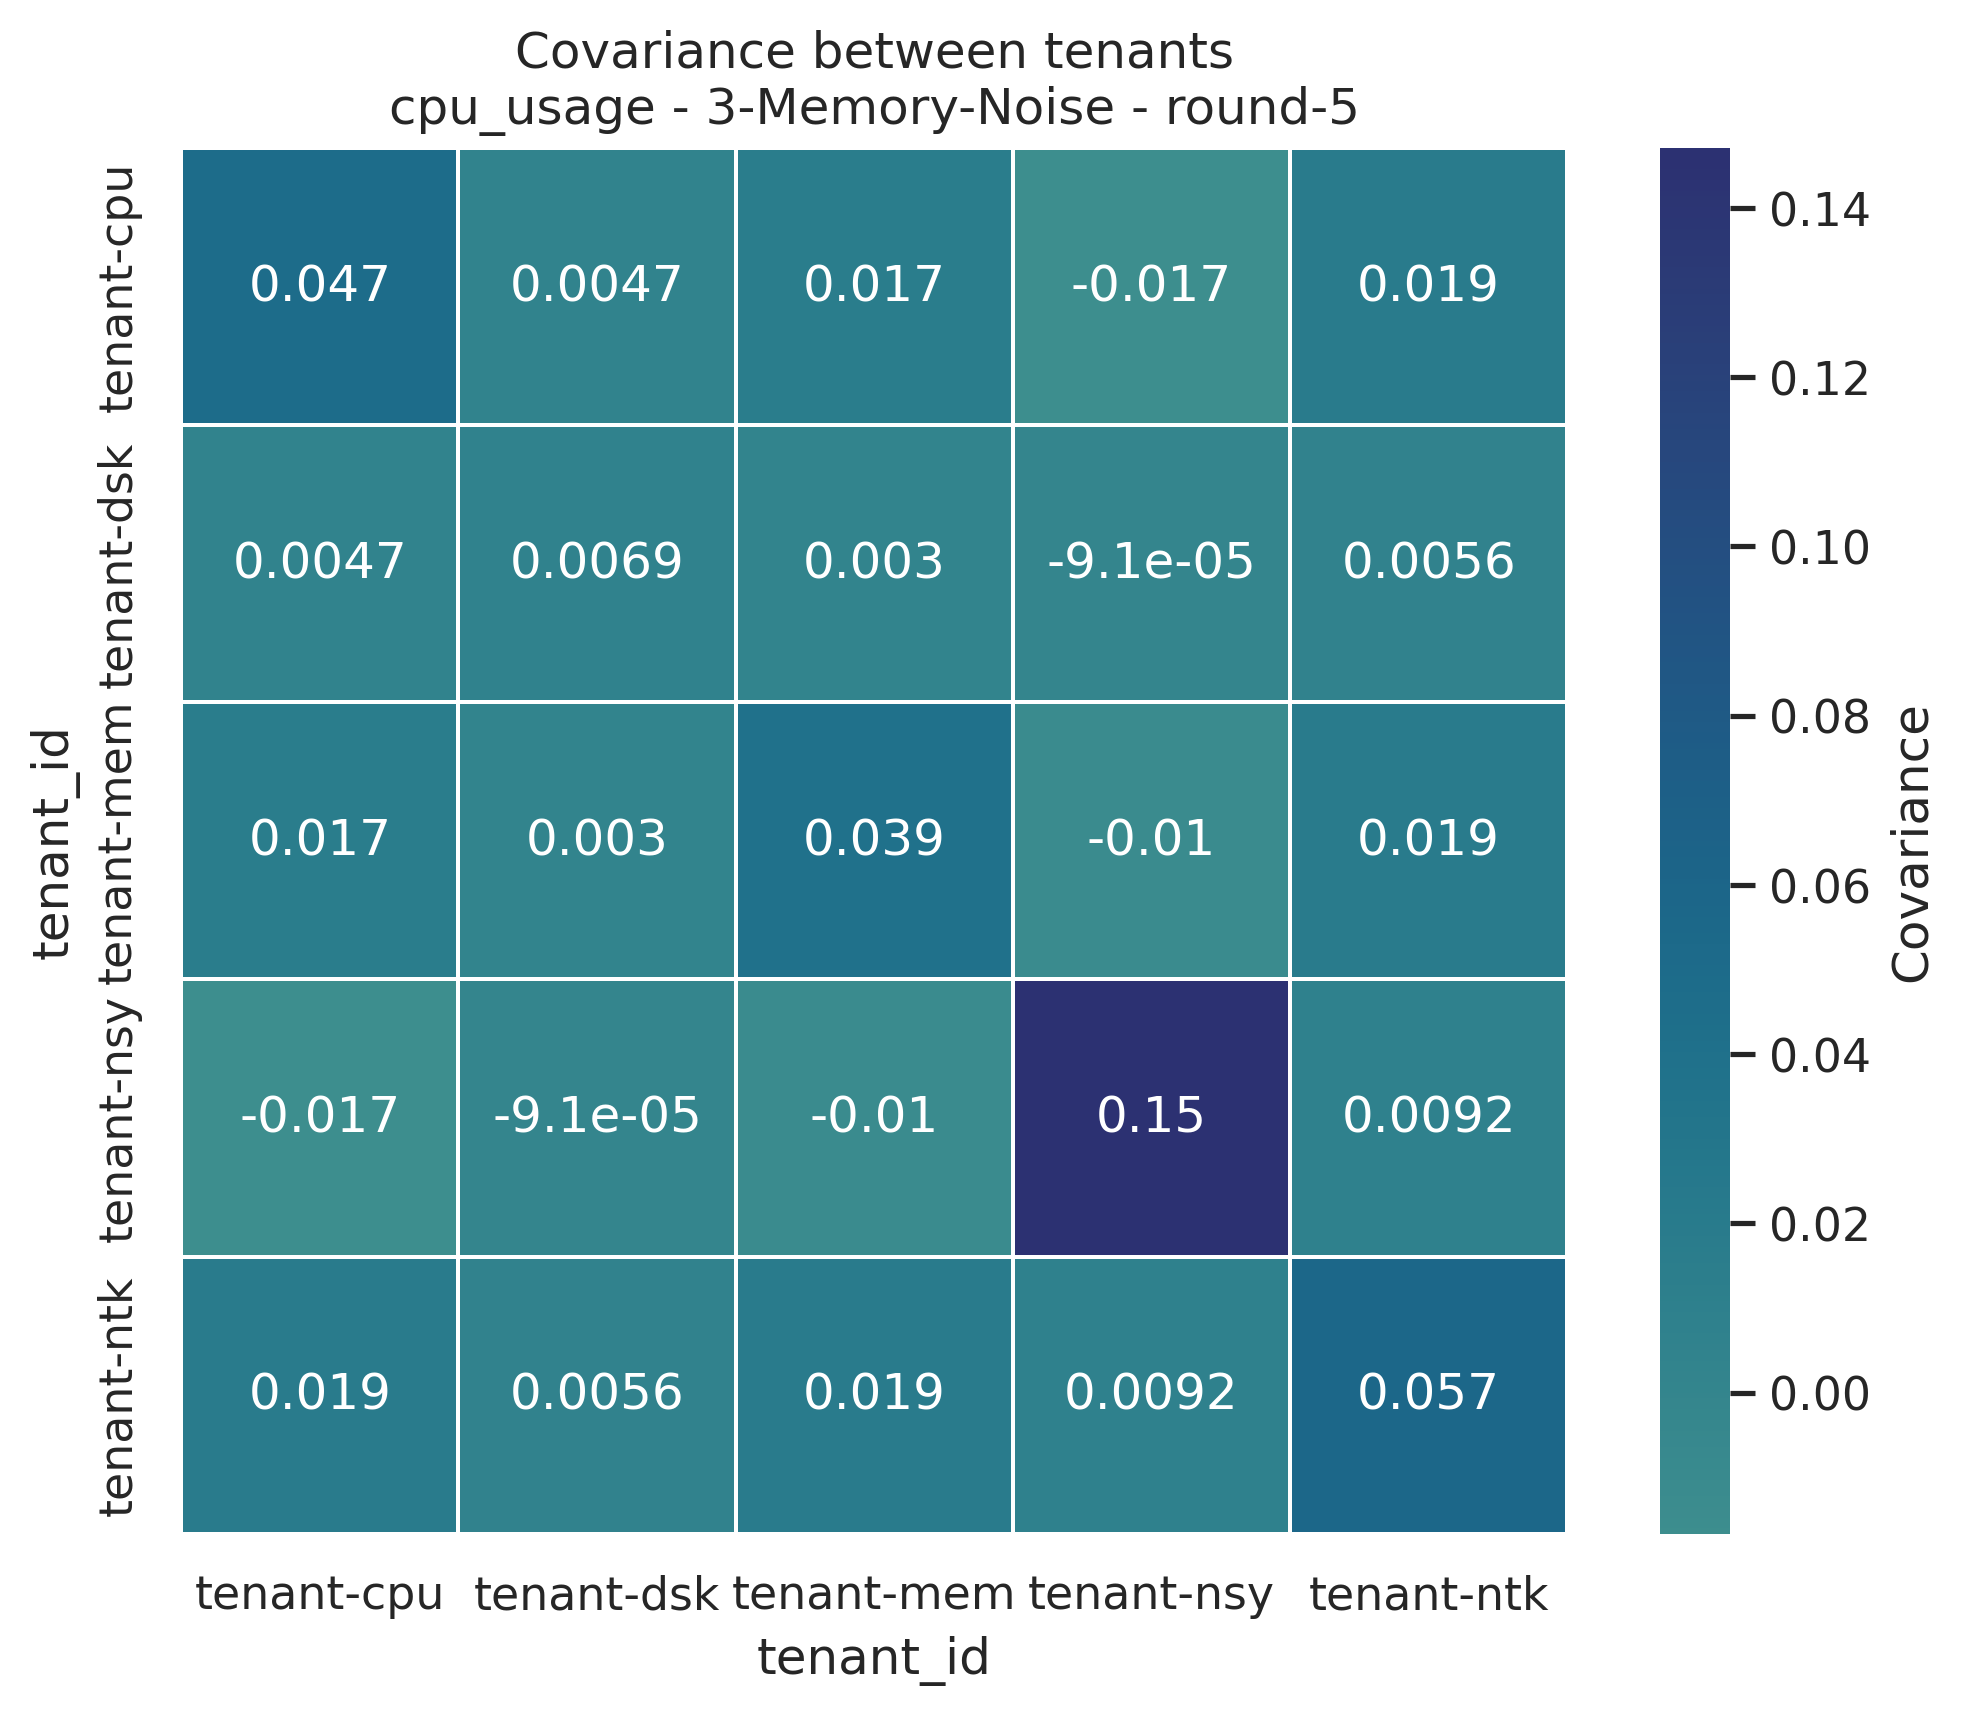 Covariance between tenants
cpu_usage - 3-Memory-Noise - round-5
tenant_id
tenant-cpu
0.047 0.0047 0.017 -0.017 0.019
tenant-dsk
0.0047 0.0069 0.003 -9.1e-05 0.0056
tenant-mem
0.017 0.003 0.039 -0.01 0.019
tenant-nsy
-0.017 -9.1e-05 -0.01 0.15 0.0092
tenant-ntk
0.019 0.0056 0.019 0.0092 0.057
tenant-cpu tenant-dsk tenant-mem tenant-nsy tenant-ntk
tenant_id
0.14
0.12
0.10
0.08
0.06
0.04
0.02
0.00
Covariance